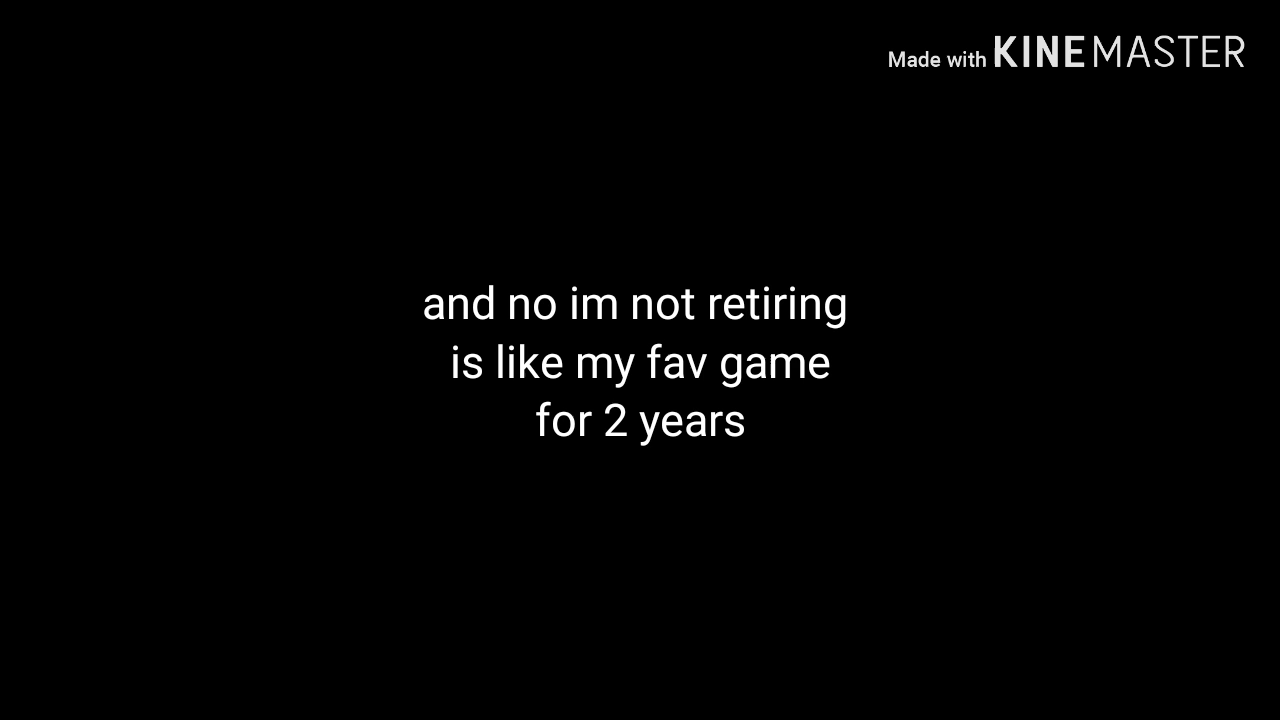 Made with KINEMASTER
and no im not retiring
is like my fav game
for 2 years